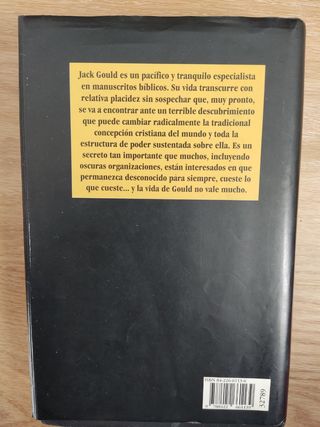 Jack Gould es un pacífico y tranquilo especialista
en manuscritos bíblicos. Su vida transcurre con
relativa placidez sin sospechar que, muy pronto,
se va a encontrar ante un terrible descubrimiento
que puede cambiar radicalmente la tradicional
concepción cristiana del mundo y toda la
estructura de poder sustentada sobre ella. Es un
secreto tan importante que muchos, incluyendo
oscuras organizaciones, están interesados en que
permanezca desconocido para siempre, cueste lo
que cueste... y la vida de Gould no vale mucho.
32789